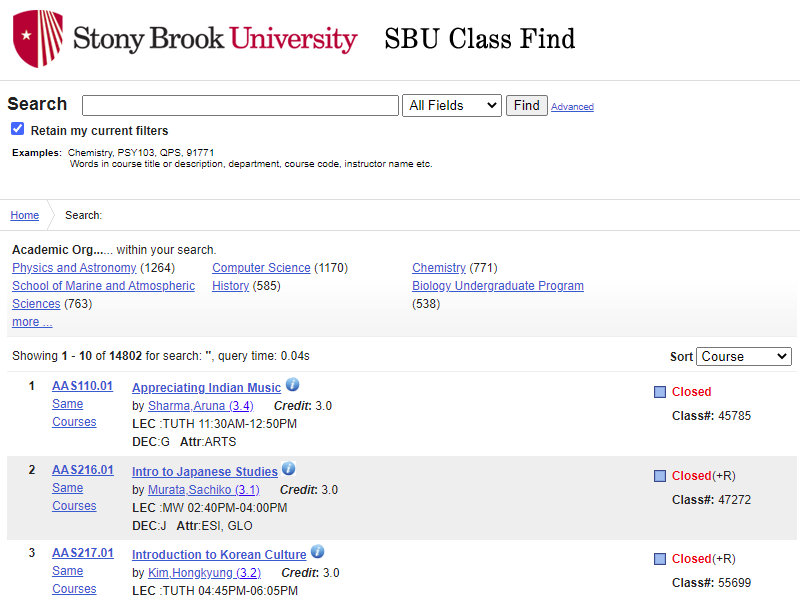 Stony Brook University SBU Class Find
Search All Fields Find Advanced
Retain my current filters
Examples: Chemistry, PSY103, QPS, 91771
Words in course title or description, department, course code, instructor name etc.
Home Search:
Academic Org...... within your search.
Physics and Astronomy (1264) Computer Science (1170) Chemistry (771)
School of Marine and Atmospheric Sciences (763) History (585) Biology Undergraduate Program (538)
more ...
Showing 1 - 10 of 14802 for search: '', query time: 0.04s Sort Course
1 AAS110.01 Appreciating Indian Music i Closed
Same Courses by Sharma,Aruna (3.4) Credit: 3.0 Class#: 45785
LEC :TUTH 11:30AM-12:50PM
DEC:G Attr:ARTS
2 AAS216.01 Intro to Japanese Studies i Closed(+R)
Same Courses by Murata,Sachiko (3.1) Credit: 3.0 Class#: 47272
LEC :MW 02:40PM-04:00PM
DEC:J Attr:ESI, GLO
3 AAS217.01 Introduction to Korean Culture i Closed(+R)
Same Courses by Kim,Hongkyung (3.2) Credit: 3.0 Class#: 55699
LEC :TUTH 04:45PM-06:05PM